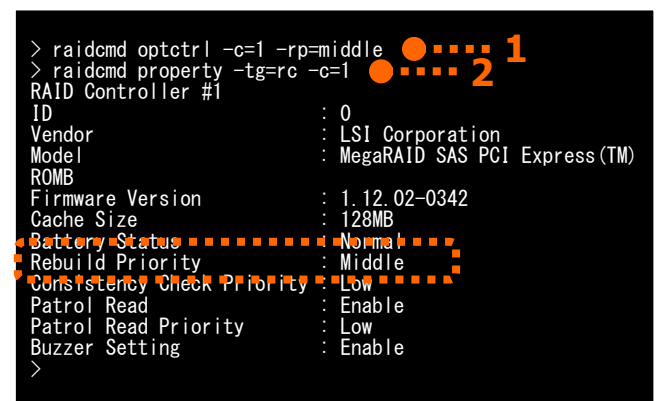 > raidcmd optctrl -c=1 -rp=middle 1
> raidcmd property -tg=rc -c=1 2
RAID Controller #1
ID : 0
Vendor : LSI Corporation
Model : MegaRAID SAS PCI Express(TM)
ROMB
Firmware Version : 1.12.02-0342
Cache Size : 128MB
Battery Status : Normal
Rebuild Priority : Middle
Consistency Check Priority : Low
Patrol Read : Enable
Patrol Read Priority : Low
Buzzer Setting : Enable
>